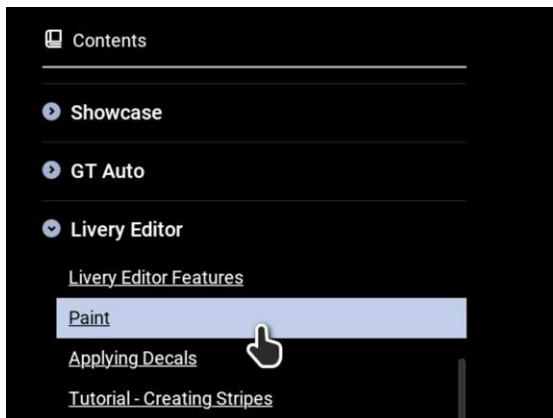 Contents
Showcase
GT Auto
Livery Editor
Livery Editor Features
Paint
Applying Decals
Tutorial - Creating Stripes